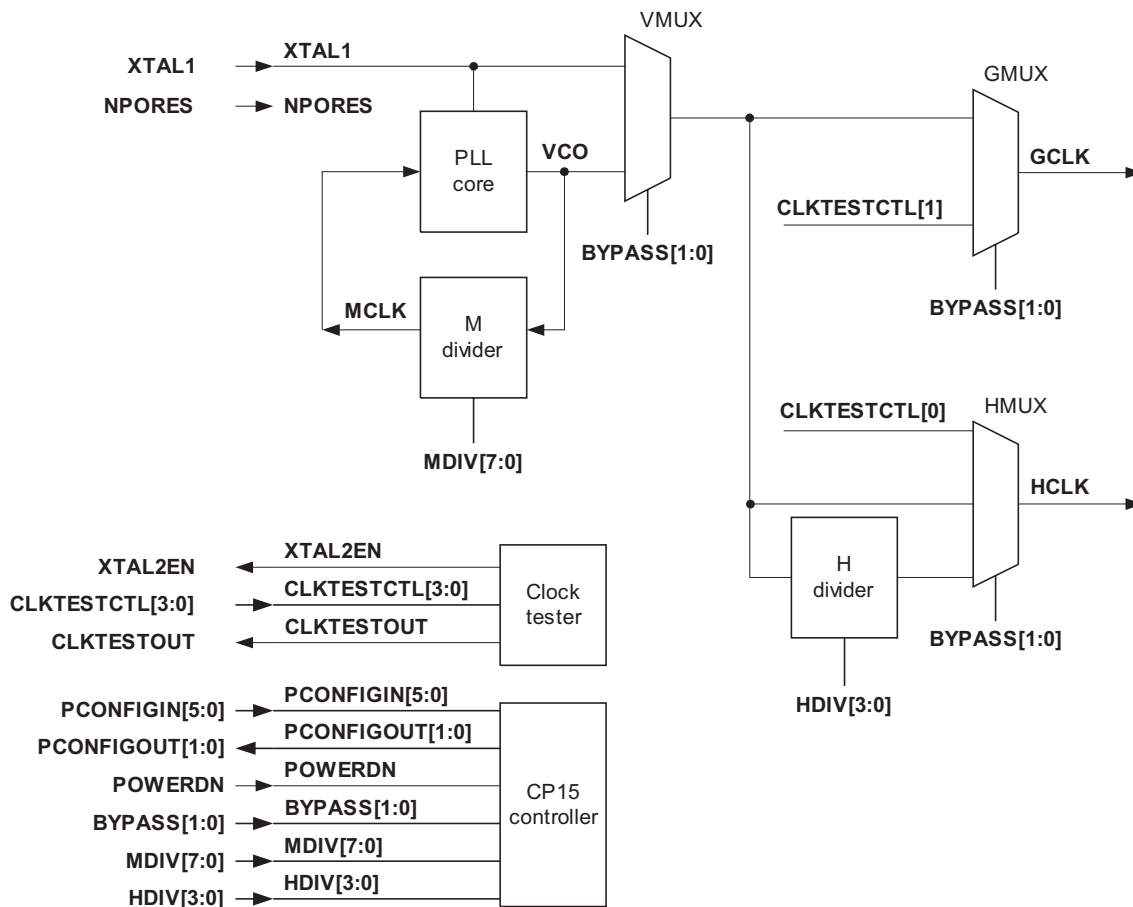 VMUX
XTAL1 XTAL1
GMUX
NPORES NPORES
PLL
core
VCO
GCLK
CLKTESTCTL[1]
BYPASS[1:0]
BYPASS[1:0]
MCLK
M
divider
CLKTESTCTL[0]
HMUX
MDIV[7:0]
HCLK
H
divider
BYPASS[1:0]
HDIV[3:0]
XTAL2EN XTAL2EN
CLKTESTCTL[3:0] CLKTESTCTL[3:0]
CLKTESTOUT CLKTESTOUT
Clock
tester
PCONFIGIN[5:0] PCONFIGIN[5:0]
PCONFIGOUT[1:0] PCONFIGOUT[1:0]
POWERDN POWERDN
BYPASS[1:0] BYPASS[1:0]
MDIV[7:0] MDIV[7:0]
HDIV[3:0] HDIV[3:0]
CP15
controller